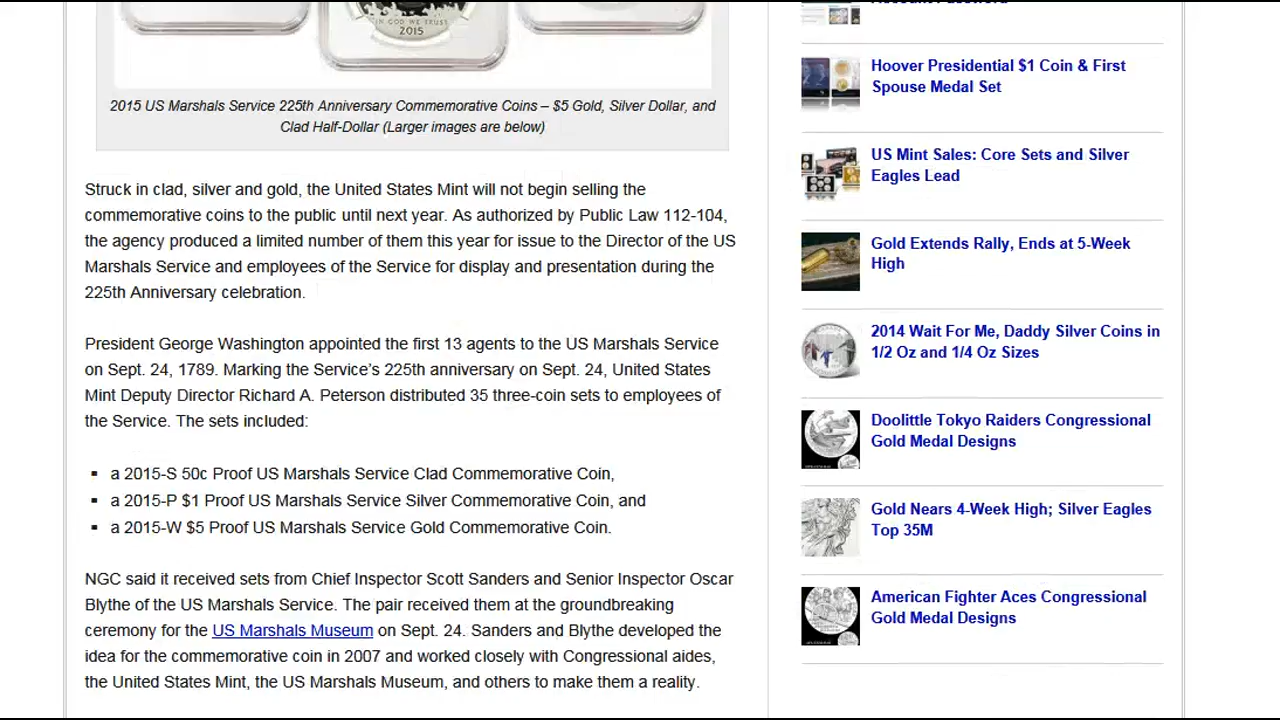 IN GOD WE TRUST
2015
2015 US Marshals Service 225th Anniversary Commemorative Coins – $5 Gold, Silver Dollar, and
Clad Half-Dollar (Larger images are below)
Struck in clad, silver and gold, the United States Mint will not begin selling the
commemorative coins to the public until next year. As authorized by Public Law 112-104,
the agency produced a limited number of them this year for issue to the Director of the US
Marshals Service and employees of the Service for display and presentation during the
225th Anniversary celebration.
President George Washington appointed the first 13 agents to the US Marshals Service
on Sept. 24, 1789. Marking the Service's 225th anniversary on Sept. 24, United States
Mint Deputy Director Richard A. Peterson distributed 35 three-coin sets to employees of
the Service. The sets included:
▪ a 2015-S 50c Proof US Marshals Service Clad Commemorative Coin,
▪ a 2015-P $1 Proof US Marshals Service Silver Commemorative Coin, and
▪ a 2015-W $5 Proof US Marshals Service Gold Commemorative Coin.
NGC said it received sets from Chief Inspector Scott Sanders and Senior Inspector Oscar
Blythe of the US Marshals Service. The pair received them at the groundbreaking
ceremony for the US Marshals Museum on Sept. 24. Sanders and Blythe developed the
idea for the commemorative coin in 2007 and worked closely with Congressional aides,
the United States Mint, the US Marshals Museum, and others to make them a reality.
Account Password
Hoover Presidential $1 Coin & First
Spouse Medal Set
US Mint Sales: Core Sets and Silver
Eagles Lead
Gold Extends Rally, Ends at 5-Week
High
2014 Wait For Me, Daddy Silver Coins in
1/2 Oz and 1/4 Oz Sizes
Doolittle Tokyo Raiders Congressional
Gold Medal Designs
Gold Nears 4-Week High; Silver Eagles
Top 35M
American Fighter Aces Congressional
Gold Medal Designs